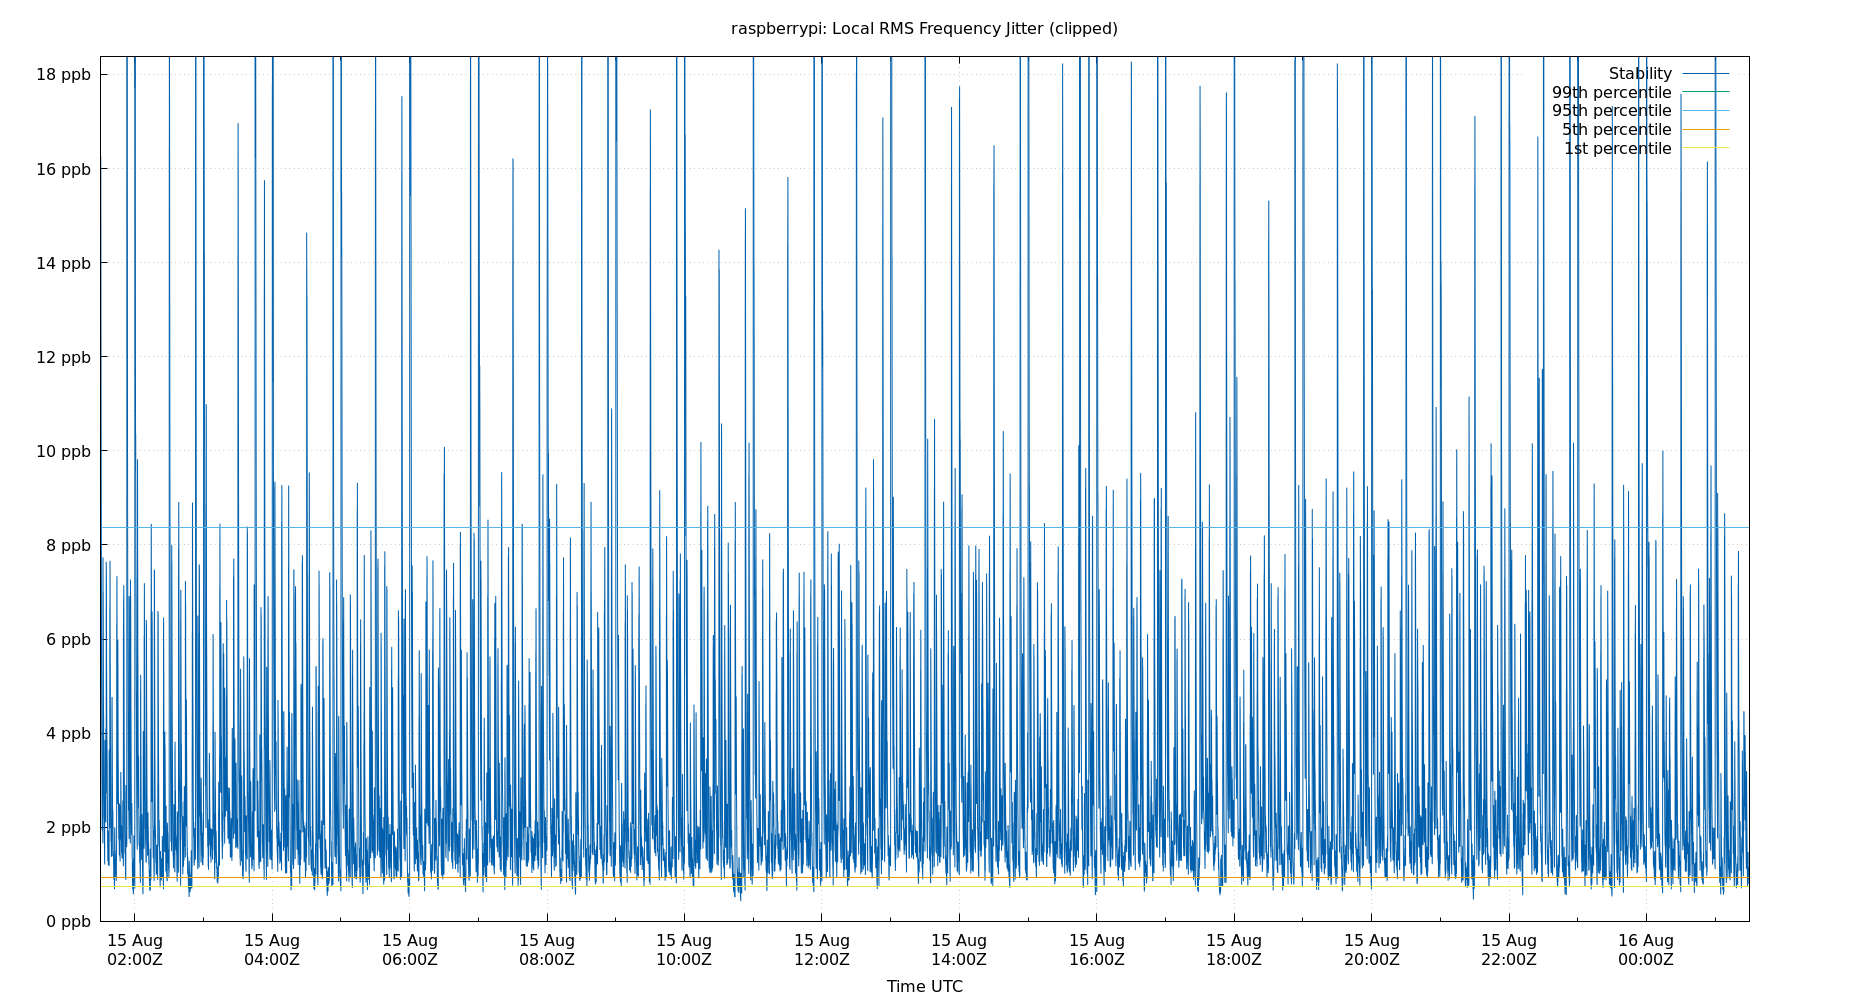 raspberrypi: Local RMS Frequency Jitter (clipped)
18 ppb
16 ppb
14 ppb
12 ppb
10 ppb
8 ppb
6 ppb
4 ppb
2 ppb
0 ppb
Stability
99th percentile
95th percentile
5th percentile
1st percentile
15 Aug 15 Aug 15 Aug 15 Aug 15 Aug 15 Aug 15 Aug 15 Aug 15 Aug 15 Aug 15 Aug 16 Aug
02:00Z 04:00Z 06:00Z 08:00Z 10:00Z 12:00Z 14:00Z 16:00Z 18:00Z 20:00Z 22:00Z 00:00Z
Time UTC